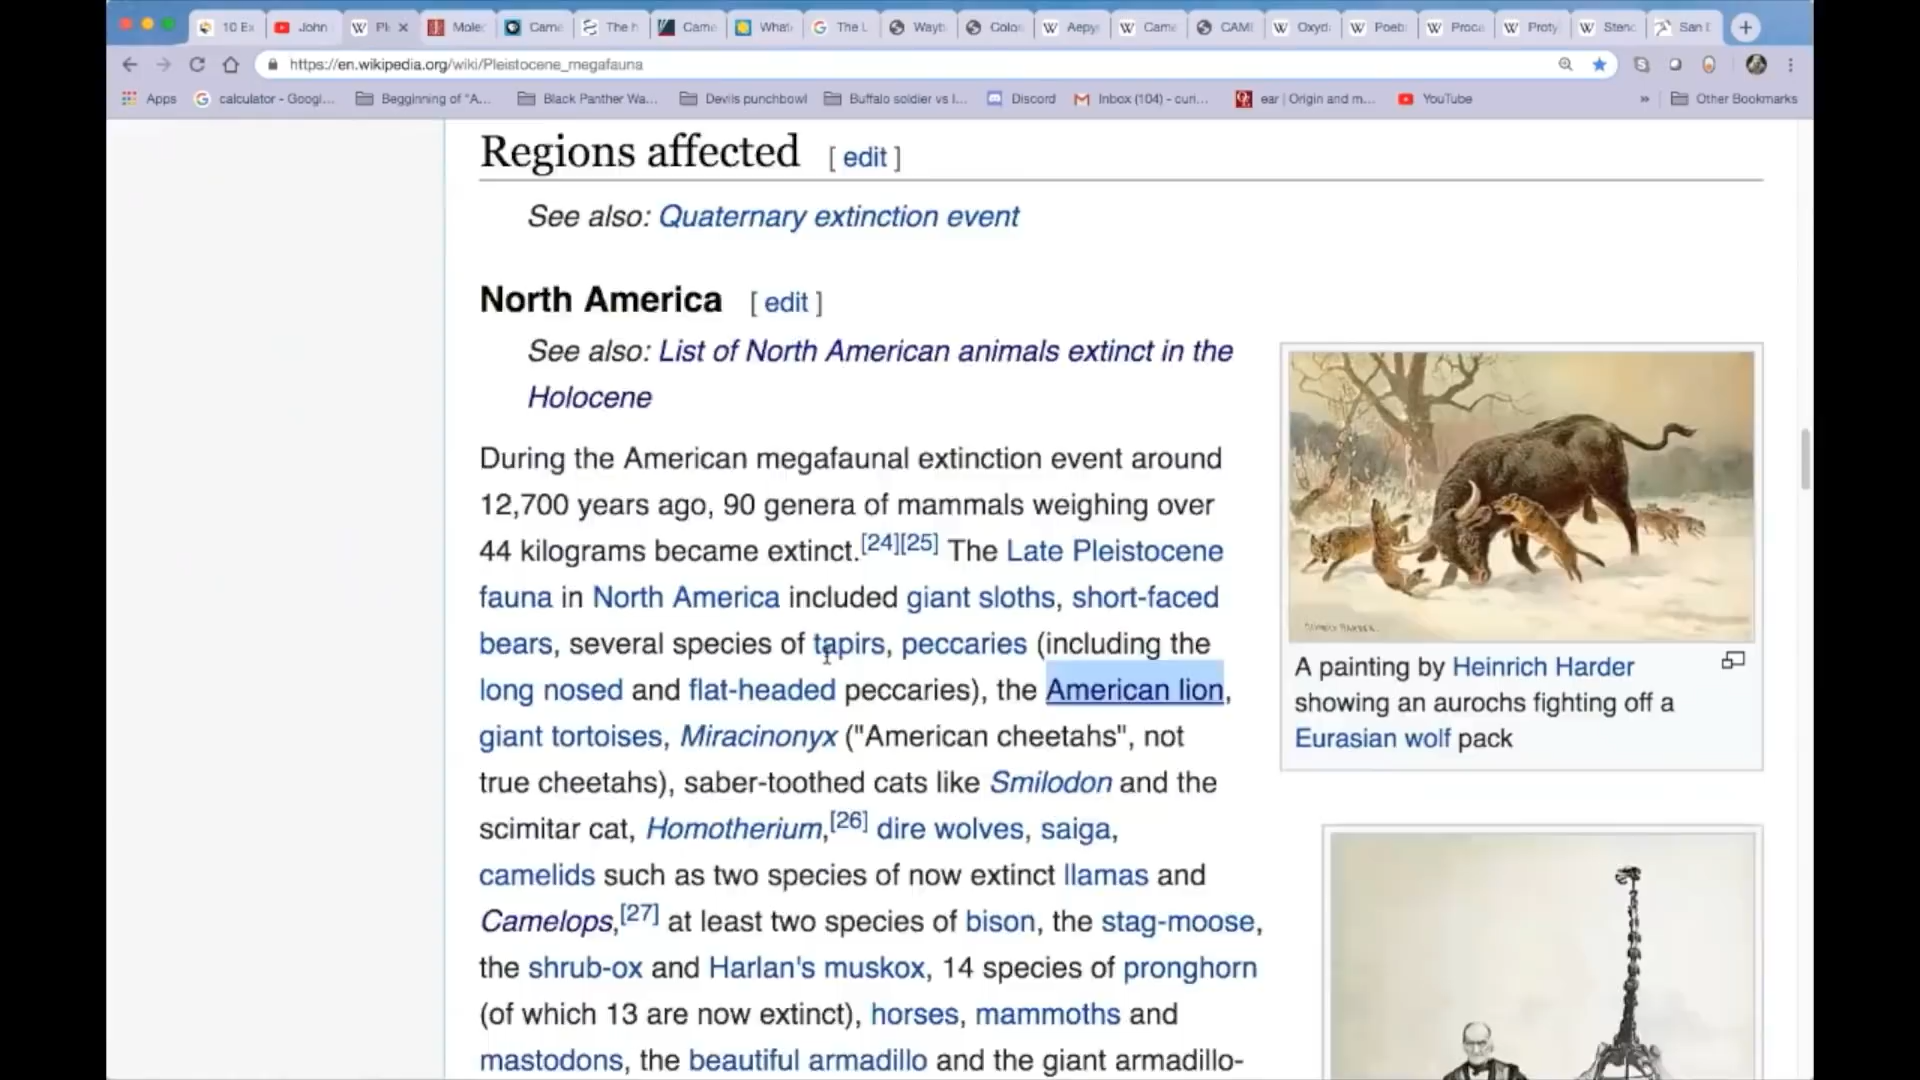 10 Ex
John
Pl
Molec
Came
The h
Came
What
The L
Wayb
Color
Aepy
Came
CAMI
Oxyd
Poeb
Proca
Proty
Stenc
San D
https://en.wikipedia.org/wiki/Pleistocene_megafauna
Apps
calculator - Googl...
Begginning of "A...
Black Panther Wa...
Devils punchbowl
Buffalo soldier vs l...
Discord
Inbox (104) - curi...
ear | Origin and m...
YouTube
»
Other Bookmarks
Regions affected [ edit ]
See also: Quaternary extinction event
North America [ edit ]
See also: List of North American animals extinct in the
Holocene
During the American megafaunal extinction event around
12,700 years ago, 90 genera of mammals weighing over
44 kilograms became extinct.[24][25] The Late Pleistocene
fauna in North America included giant sloths, short-faced
bears, several species of tapirs, peccaries (including the
long nosed and flat-headed peccaries), the American lion,
giant tortoises, Miracinonyx ("American cheetahs", not
true cheetahs), saber-toothed cats like Smilodon and the
scimitar cat, Homotherium,[26] dire wolves, saiga,
camelids such as two species of now extinct llamas and
Camelops,[27] at least two species of bison, the stag-moose,
the shrub-ox and Harlan's muskox, 14 species of pronghorn
(of which 13 are now extinct), horses, mammoths and
mastodons, the beautiful armadillo and the giant armadillo-
A painting by Heinrich Harder
showing an aurochs fighting off a
Eurasian wolf pack